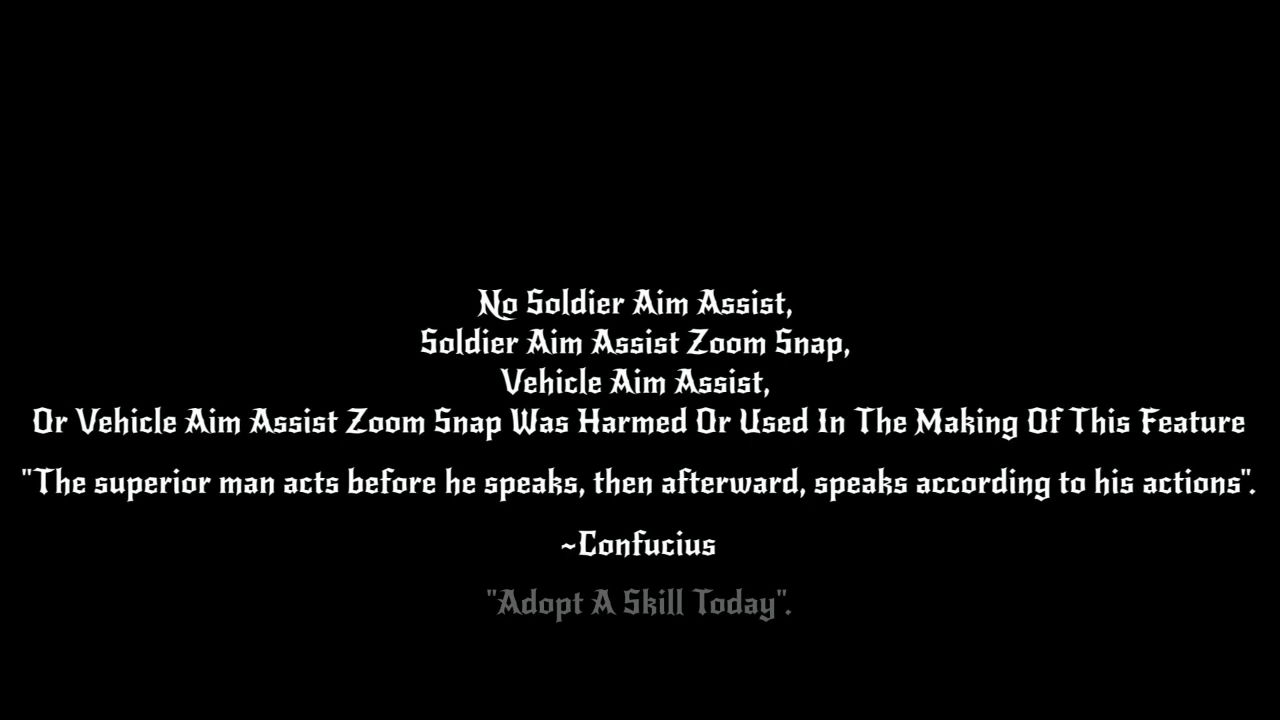 No Soldier Aim Assist,
Soldier Aim Assist Zoom Snap,
Vehicle Aim Assist,
Or Vehicle Aim Assist Zoom Snap Was Harmed Or Used In The Making Of This Feature
"The superior man acts before he speaks, then afterward, speaks according to his actions".
~Confucius
"Adopt A Skill Today".